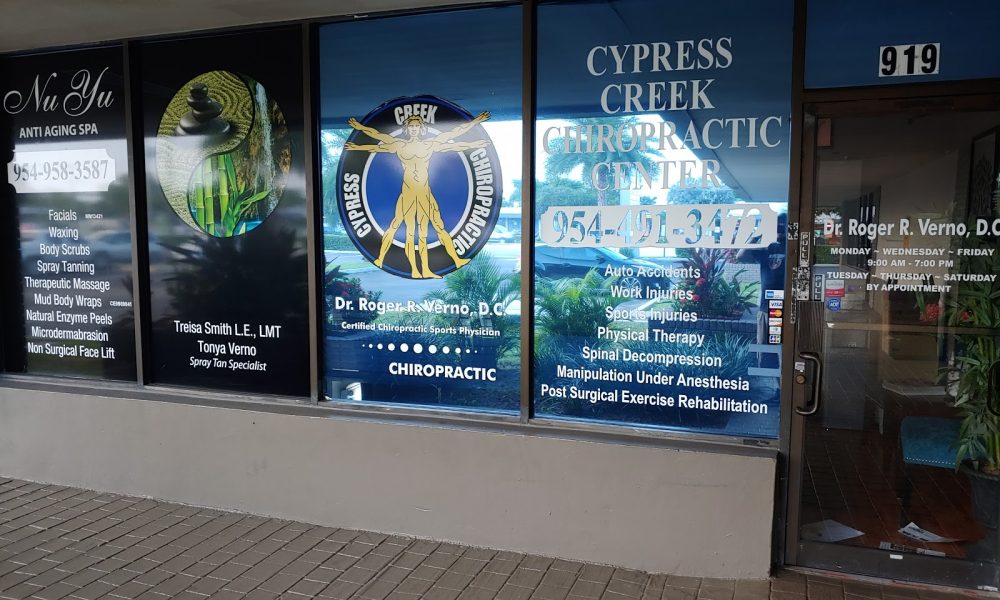 Nu Yu
ANTI AGING SPA
954-958-3587
Facials
Waxing
Body Scrubs
Spray Tanning
Therapeutic Massage
Mud Body Wraps
Natural Enzyme Peels
Microdermabrasion
Non Surgical Face Lift
Treisa Smith L.E., LMT
Tonya Verno
Spray Tan Specialist
CYPRESS CREEK CHIROPRACTIC
Dr. Roger R. Verno, D.C.
Certified Chiropractic Sports Physician
CHIROPRACTIC
CYPRESS
CREEK
CHIROPRACTIC
CENTER
954-491-3472
Auto Accidents
Work Injuries
Sports Injuries
Physical Therapy
Spinal Decompression
Manipulation Under Anesthesia
Post Surgical Exercise Rehabilitation
VISA
919
PULL
Dr. Roger R. Verno, D.C
MONDAY ~ WEDNESDAY ~ FRIDAY
9:00 AM - 7:00 PM
TUESDAY ~ THURSDAY ~ SATURDAY
BY APPOINTMENT
ADT